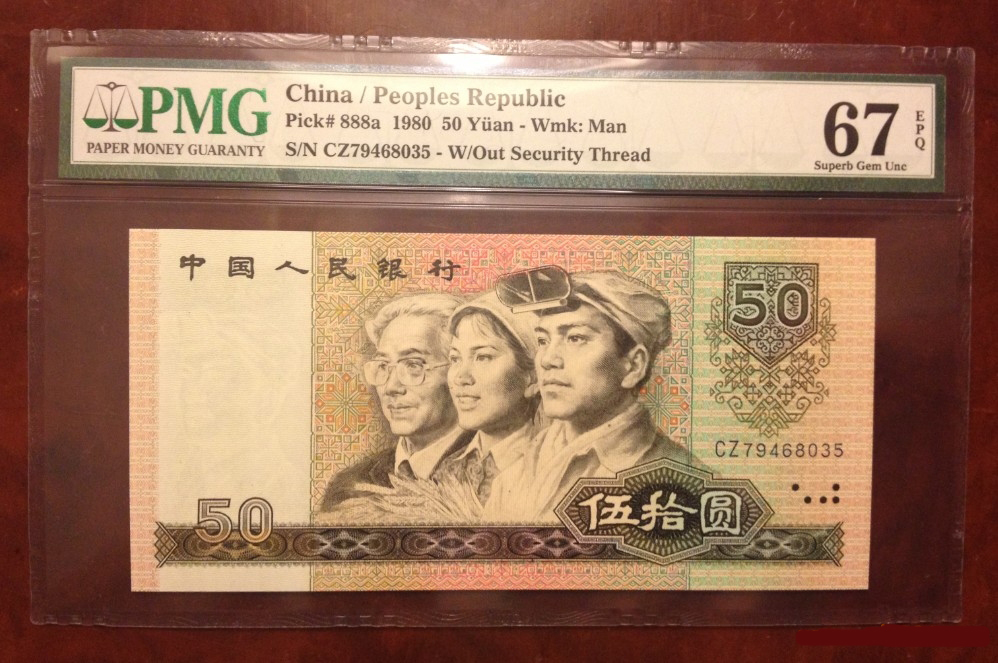 PMG
PAPER MONEY GUARANTY
China / Peoples Republic
Pick# 888a 1980 50 Yüan - Wmk: Man
S/N CZ79468035 - W/Out Security Thread
67
EPQ
Superb Gem Unc
中国人民银行
50
CZ79468035
50
伍拾圆